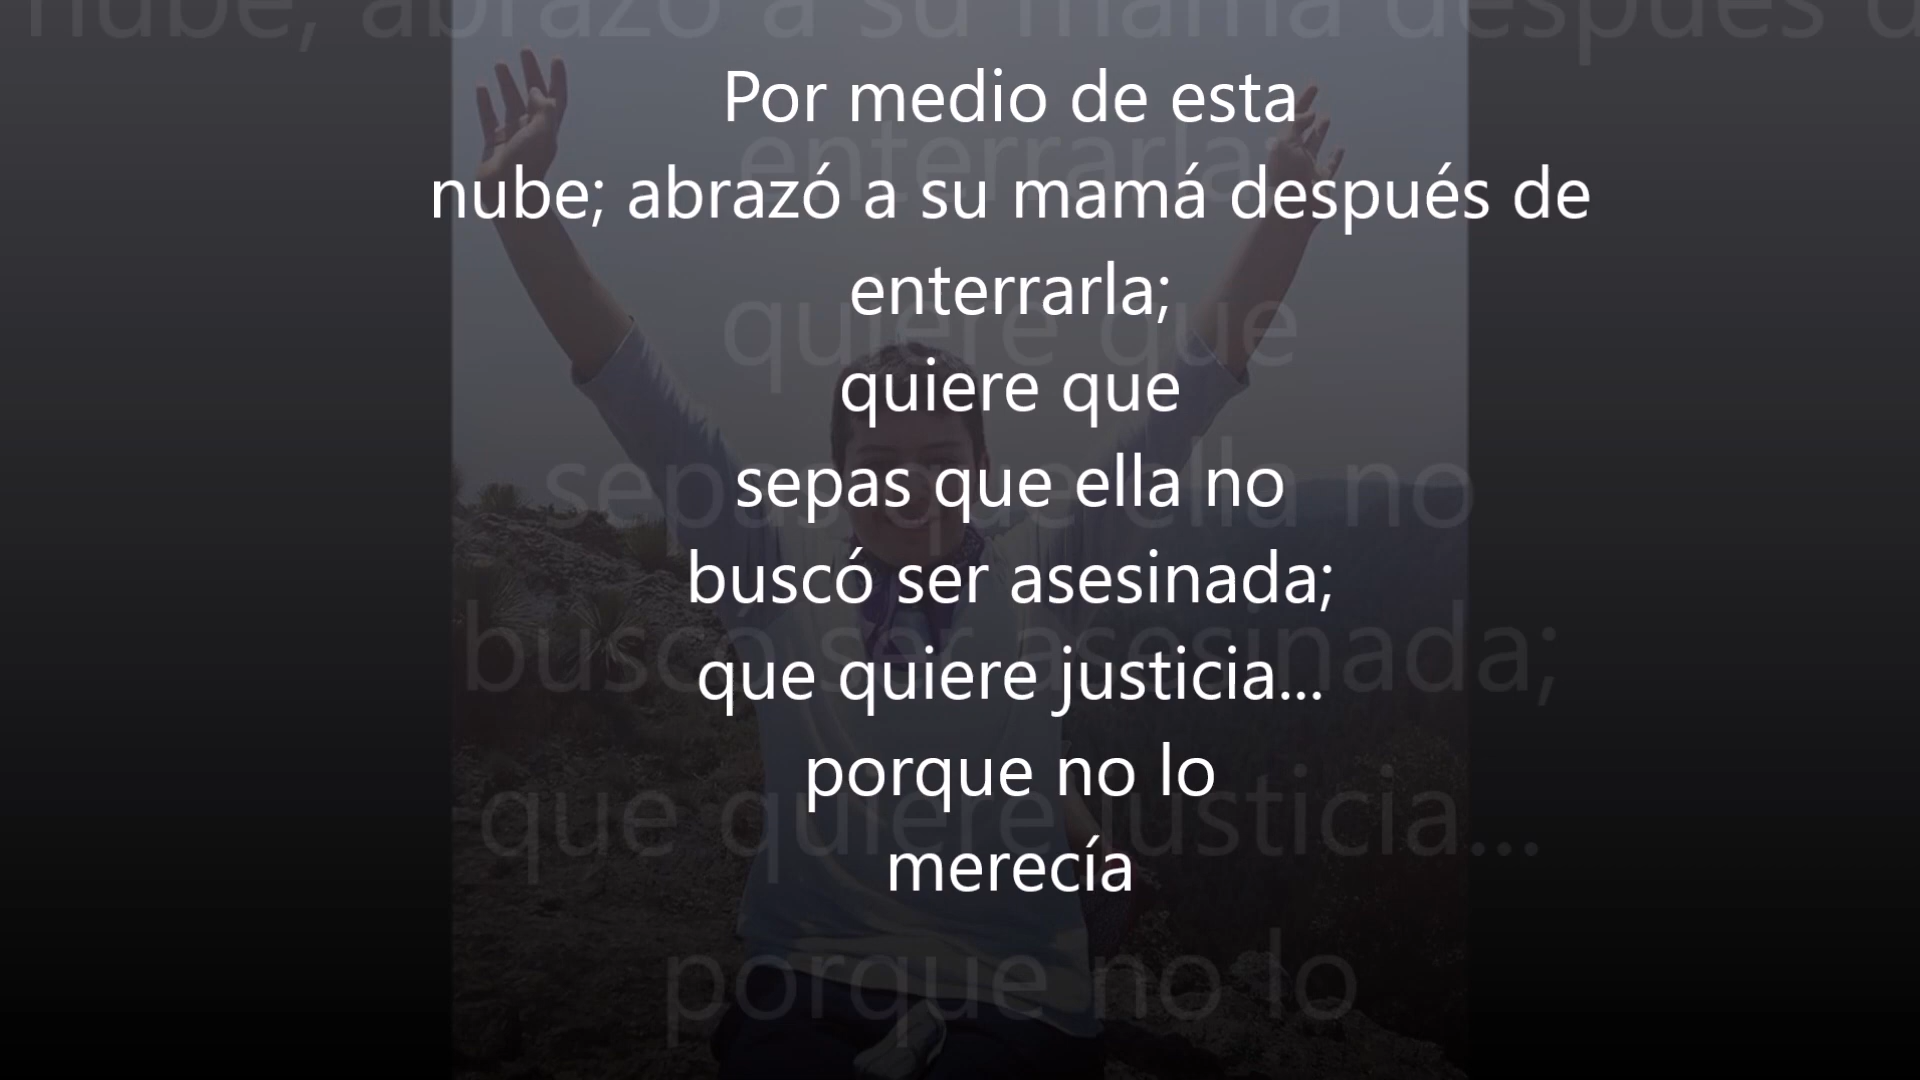 Por medio de esta
nube; abrazó a su mamá después de
enterrarla;
quiere que
sepas que ella no
buscó ser asesinada;
que quiere justicia...
porque no lo
merecía